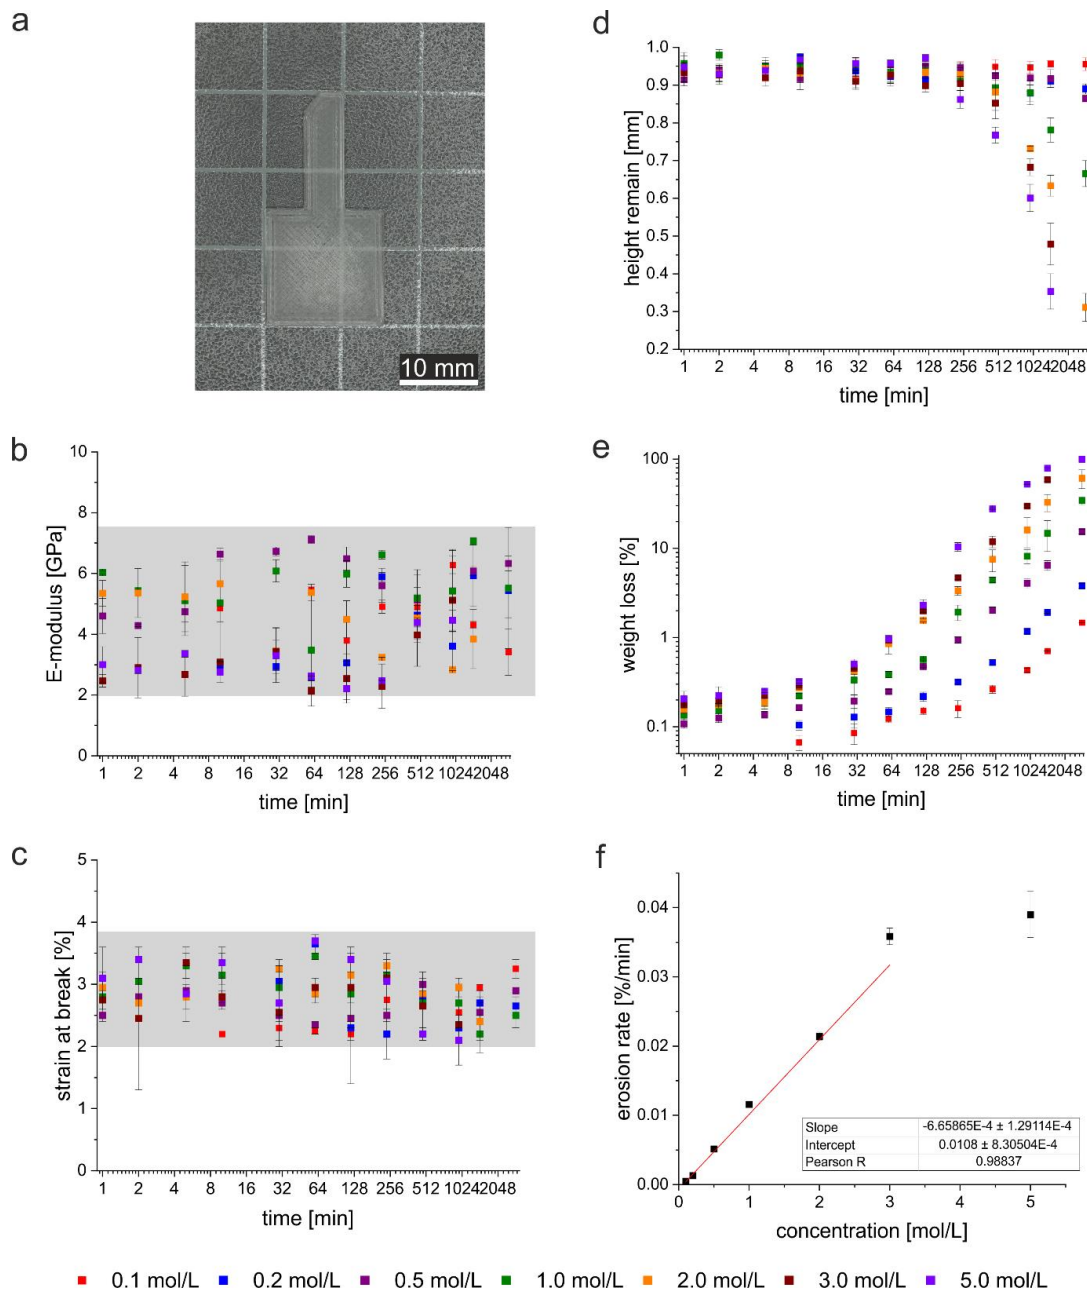 a
10 mm
b
10
8
6
4
2
0
E-modulus [GPa]
1 2 4 8 16 32 64 128 256 512 1024 2048
time [min]
c
5
4
3
2
1
0
strain at break [%]
1 2 4 8 16 32 64 128 256 512 1024 2048
time [min]
d
1.0
0.9
0.8
0.7
0.6
0.5
0.4
0.3
0.2
height remain [mm]
1 2 4 8 16 32 64 128 256 512 1024 2048
time [min]
e
100
10
1
0.1
weight loss [%]
1 2 4 8 16 32 64 128 256 512 1024 2048
time [min]
f
0.04
0.03
0.02
0.01
0.00
erosion rate [%/min]
Slope -6.65865E-4 ± 1.29114E-4
Intercept 0.0108 ± 8.30504E-4
Pearson R 0.98837
0 1 2 3 4 5
concentration [mol/L]
0.1 mol/L 0.2 mol/L 0.5 mol/L 1.0 mol/L 2.0 mol/L 3.0 mol/L 5.0 mol/L